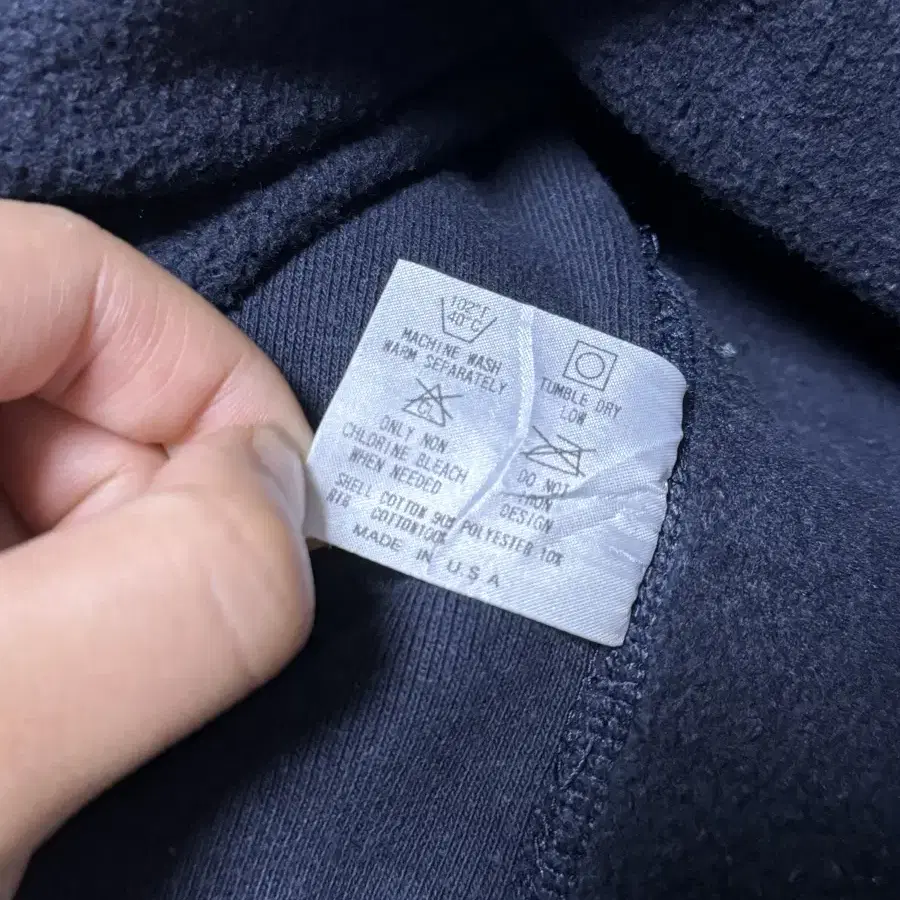 102°F
40°C
MACHINE WASH
WARM SEPARATELY
TUMBLE DRY
LOW
CL
ONLY NON
CHLORINE BLEACH
WHEN NEEDED
DO NOT
IRON
DESIGN
SHELL COTTON 90% POLYESTER 10%
RIB COTTON100%
MADE IN U.S.A